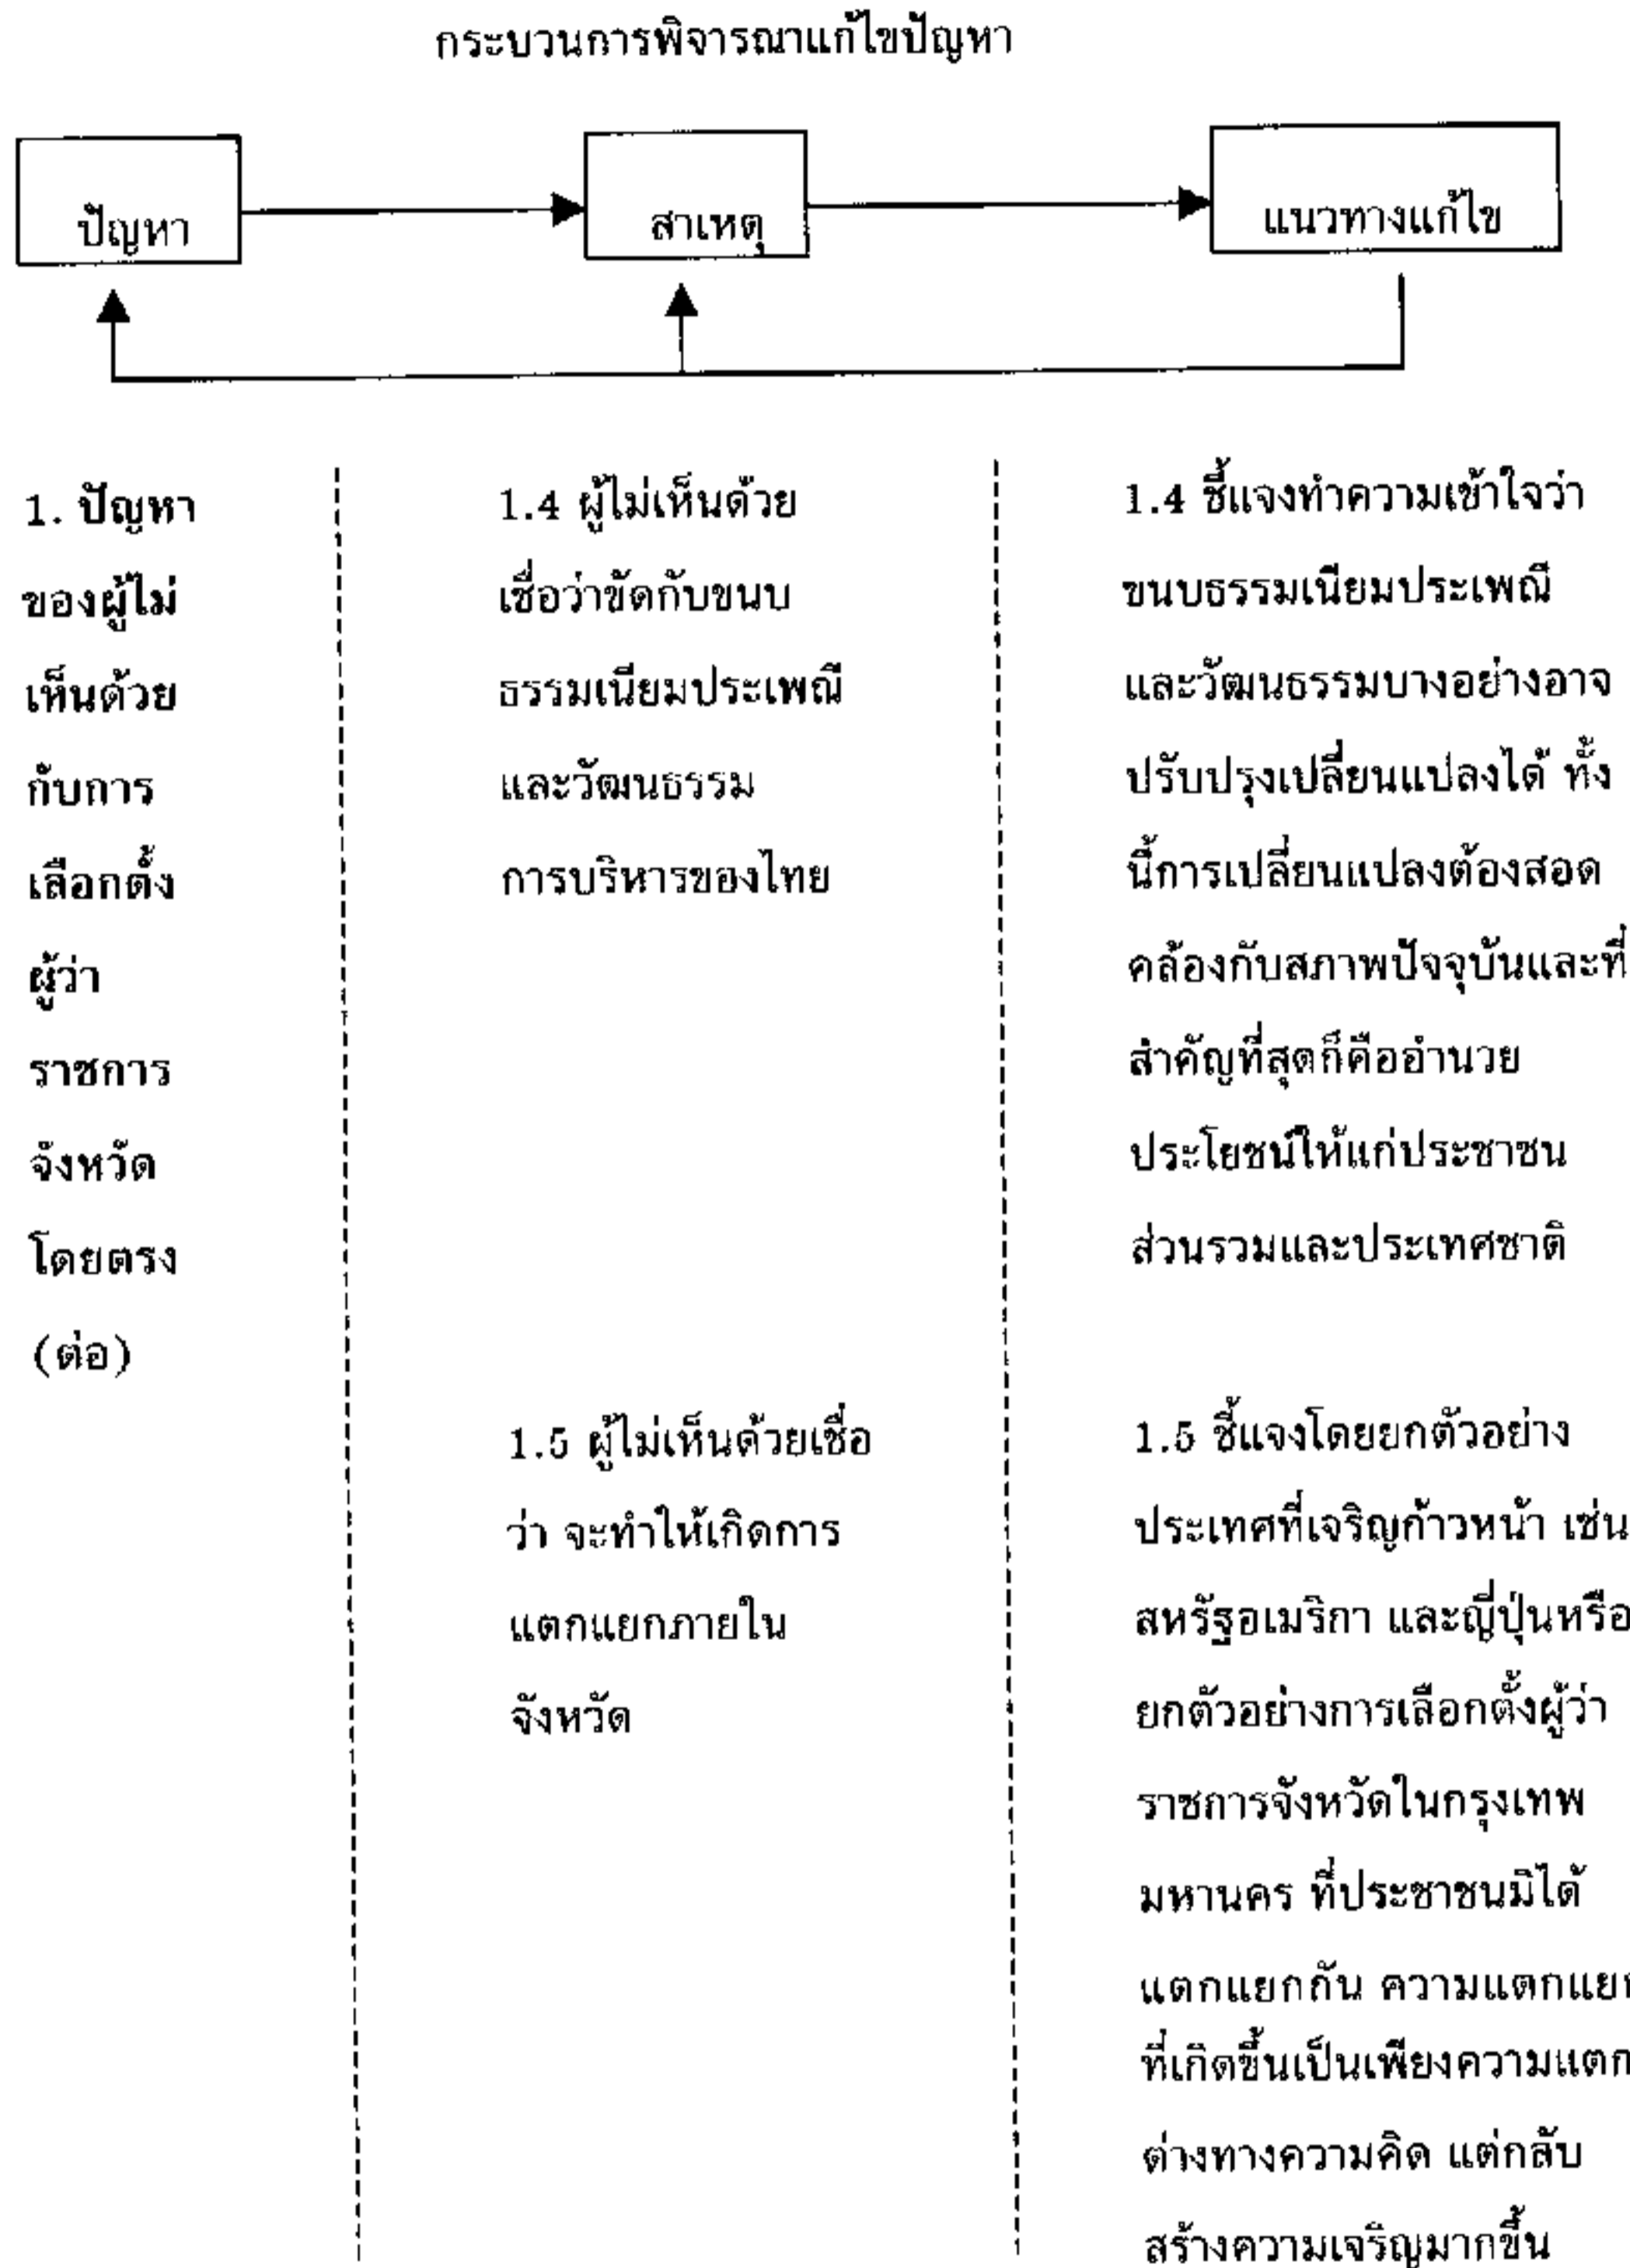 กระบวนการพิจารณาแก้ไขปัญหา
ปัญหา
สาเหตุ
แนวทางแก้ไข
1. ปัญหา
ของผู้ไม่
เห็นด้วย
กับการ
เลือกตั้ง
ผู้ว่า
ราชการ
จังหวัด
โดยตรง
(ต่อ)
1.4 ผู้ไม่เห็นด้วย
เชื่อว่าขัดกับขนบ
ธรรมเนียมประเพณี
และวัฒนธรรม
การบริหารของไทย
1.4 ชี้แจงทำความเข้าใจว่า
ขนบธรรมเนียมประเพณี
และวัฒนธรรมบางอย่างอาจ
ปรับปรุงเปลี่ยนแปลงได้ ทั้ง
นี้การเปลี่ยนแปลงต้องสอด
คล้องกับสภาพปัจจุบันและที่
สำคัญที่สุดก็คืออำนวย
ประโยชน์ให้แก่ประชาชน
ส่วนรวมและประเทศชาติ
1.5 ผู้ไม่เห็นด้วยเชื่อ
ว่า จะทำให้เกิดการ
แตกแยกภายใน
จังหวัด
1.5 ชี้แจงโดยยกตัวอย่าง
ประเทศที่เจริญก้าวหน้า เช่น
สหรัฐอเมริกา และญี่ปุ่นหรือ
ยกตัวอย่างการเลือกตั้งผู้ว่า
ราชการจังหวัดในกรุงเทพ
มหานคร ที่ประชาชนมิได้
แตกแยกกัน ความแตกแยก
ที่เกิดขึ้นเป็นเพียงความแตก
ต่างทางความคิด แต่กลับ
สร้างความเจริญมากขึ้น